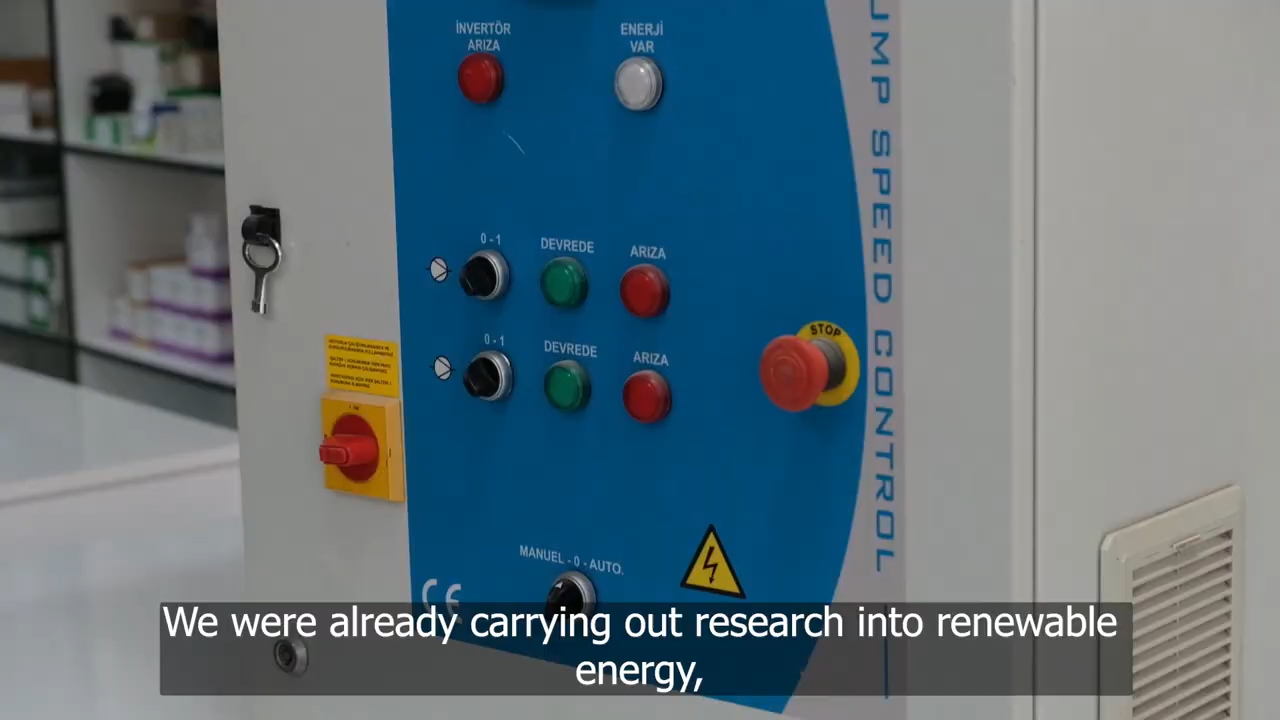 İNVERTÖR
ARIZA
ENERJİ
VAR
UMP SPEED CONTROL
0 - 1
DEVREDE
ARIZA
STOP
0 - 1
DEVREDE
ARIZA
MANUEL - 0 - AUTO.
CE
We were already carrying out research into renewable
energy,